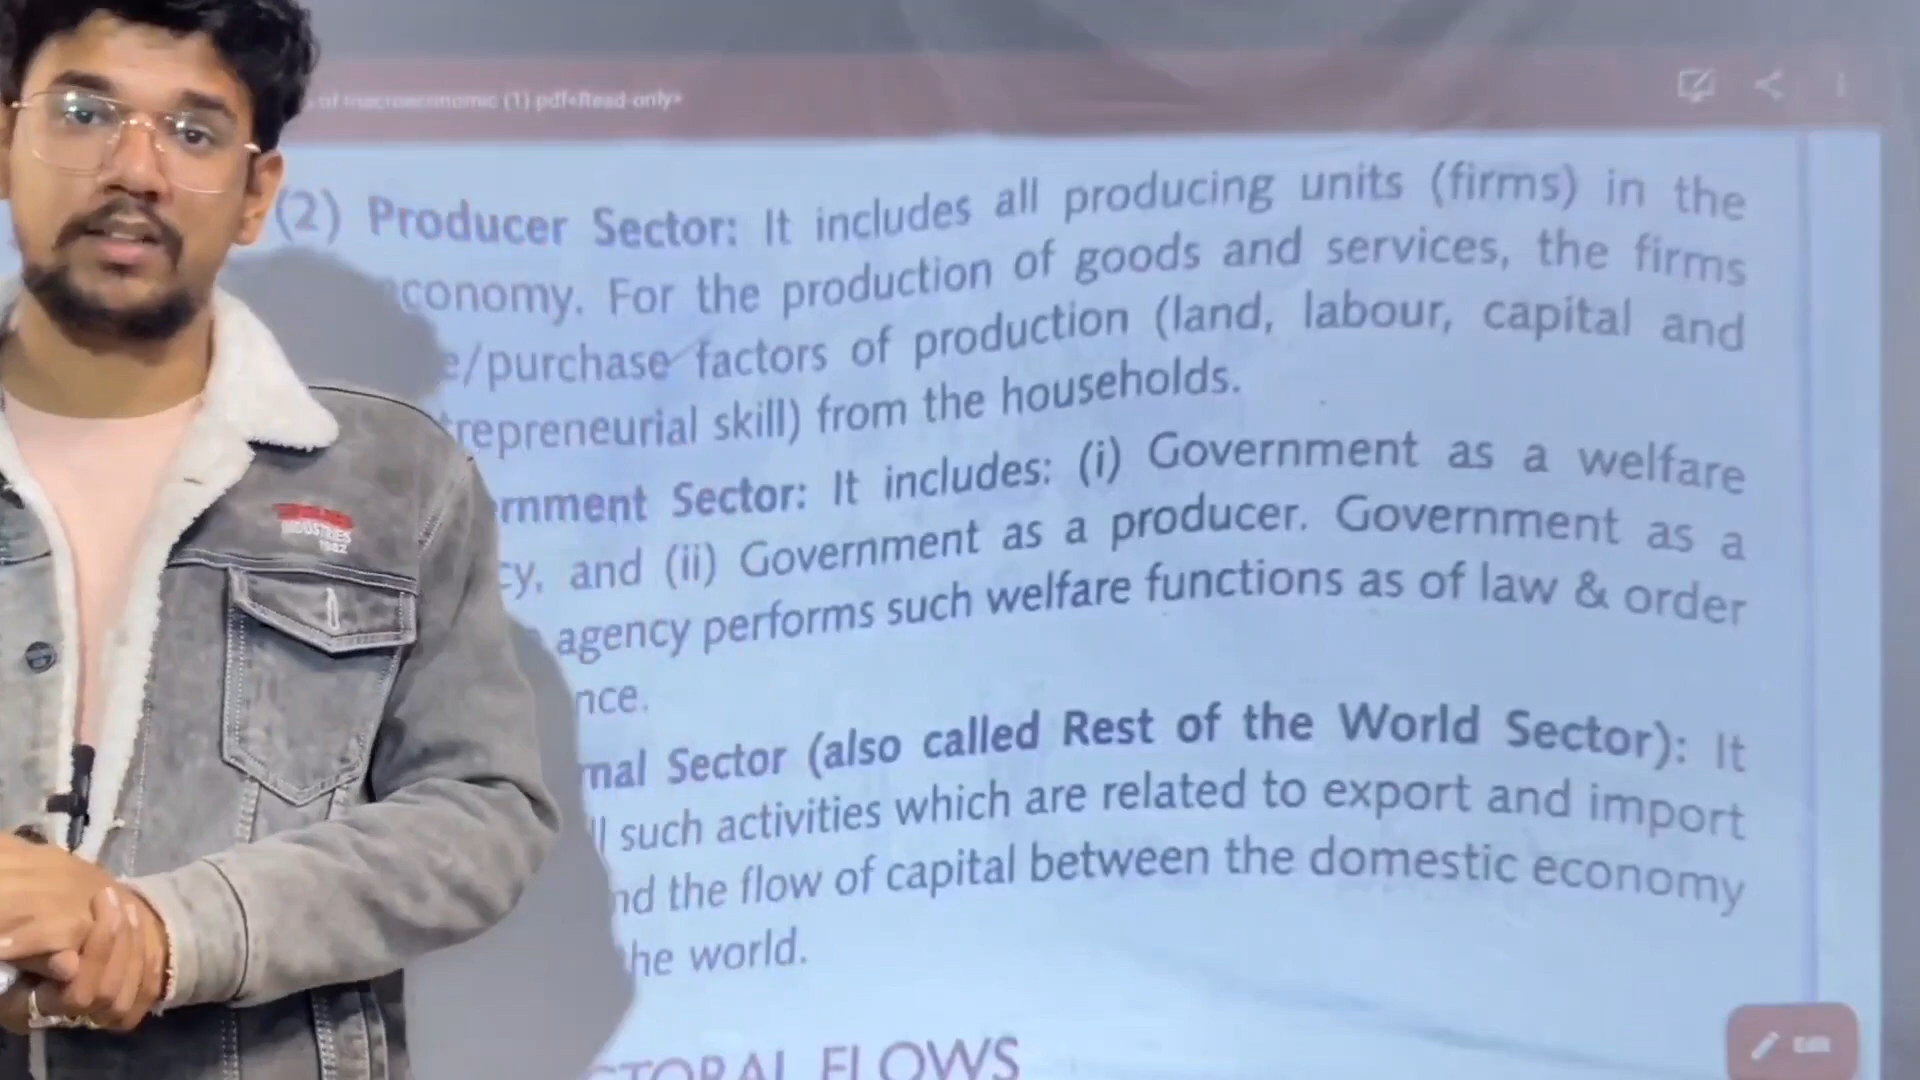 of macroeconomic (1) pdf<Read-only>
(2) Producer Sector: It includes all producing units (firms) in the
conomy. For the production of goods and services, the firms
e/purchase factors of production (land, labour, capital and
repreneurial skill) from the households.
rnment Sector: It includes: (i) Government as a welfare
cy, and (ii) Government as a producer. Government as a
agency performs such welfare functions as of law & order
nce.
nal Sector (also called Rest of the World Sector): It
ll such activities which are related to export and import
nd the flow of capital between the domestic economy
he world.
TORAL FLOWS
Edit
INDUSTRIES
1982